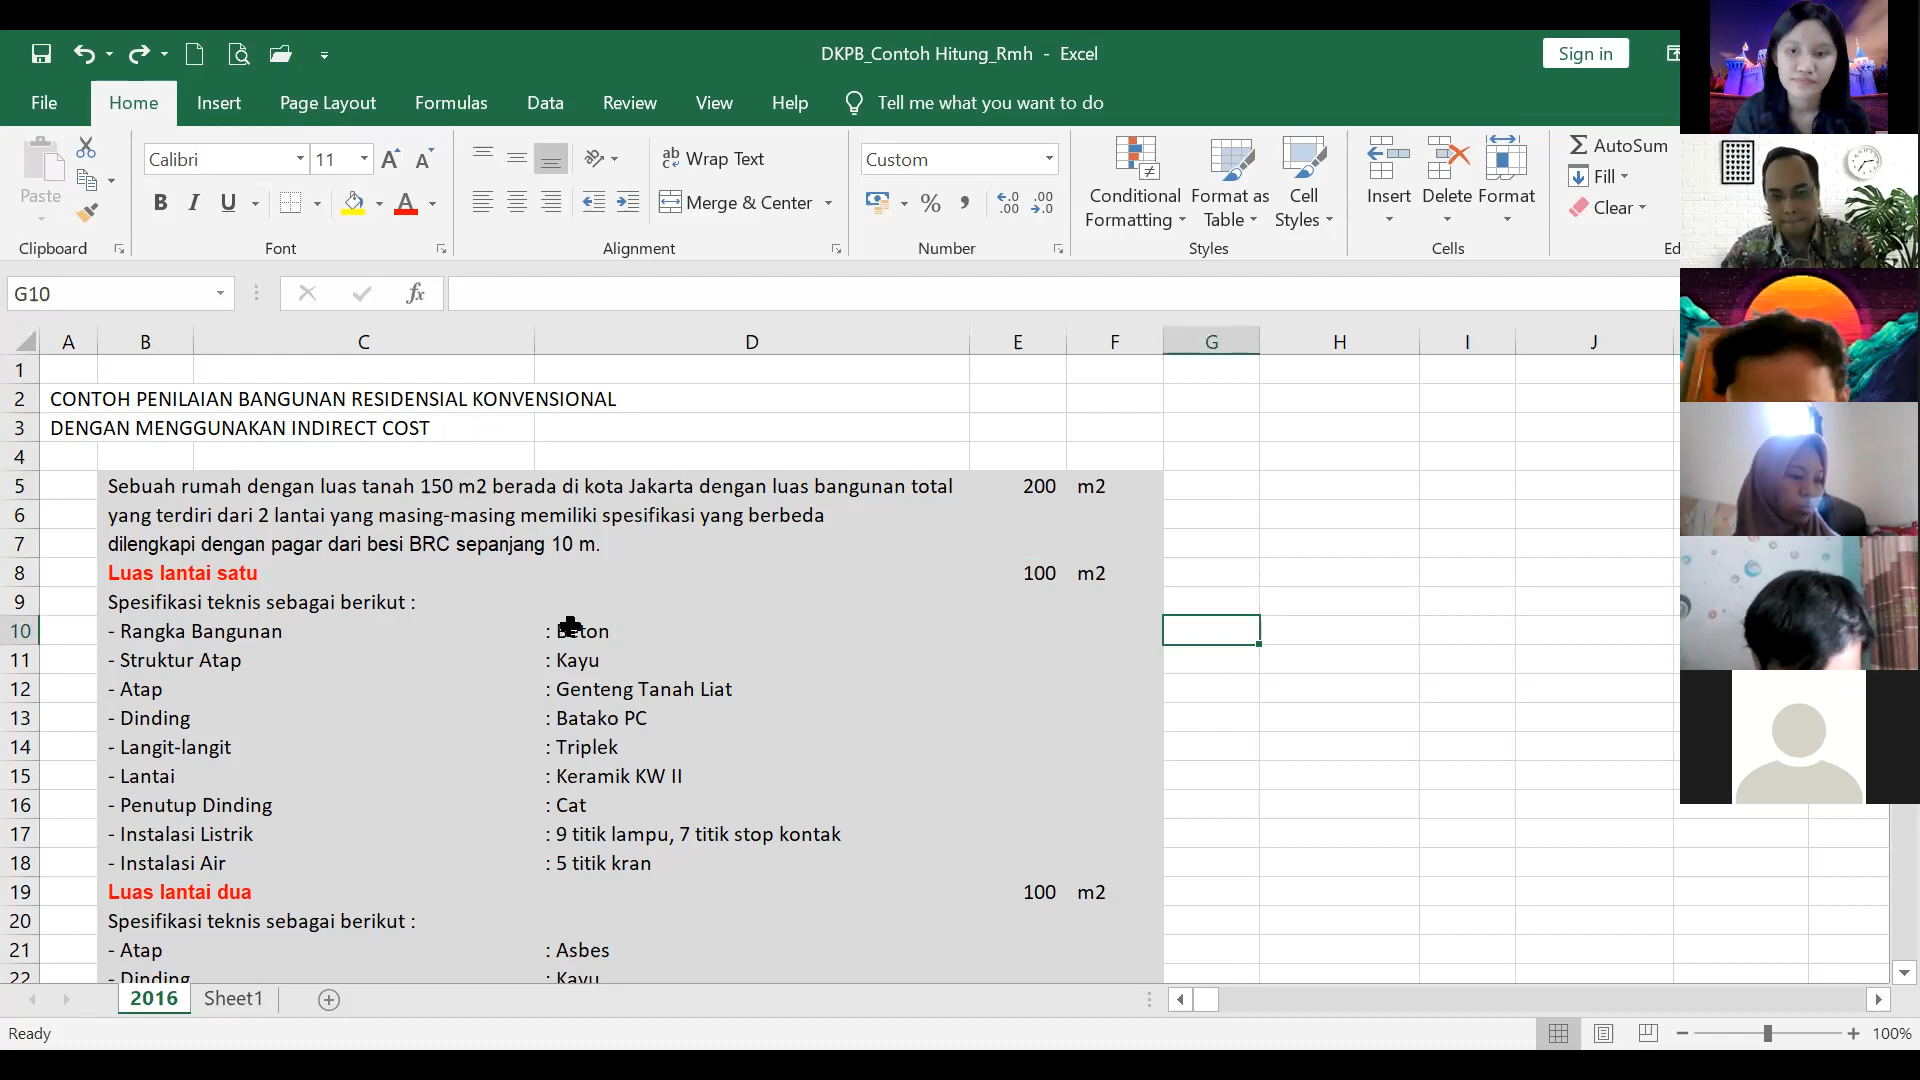 DKPB_Contoh Hitung_Rmh - Excel
Sign in
File Home Insert Page Layout Formulas Data Review View Help Tell me what you want to do
Paste
Clipboard
Calibri 11
B I U
Font
Wrap Text
Merge & Center
Alignment
Custom
Number
Conditional Formatting
Format as Table
Cell Styles
Styles
Insert Delete Format
Cells
AutoSum
Fill
Clear
Ed
G10
fx
A B C D E F G H I J
1
2 CONTOH PENILAIAN BANGUNAN RESIDENSIAL KONVENSIONAL
3 DENGAN MENGGUNAKAN INDIRECT COST
4
5 Sebuah rumah dengan luas tanah 150 m2 berada di kota Jakarta dengan luas bangunan total 200 m2
6 yang terdiri dari 2 lantai yang masing-masing memiliki spesifikasi yang berbeda
7 dilengkapi dengan pagar dari besi BRC sepanjang 10 m.
8 Luas lantai satu 100 m2
9 Spesifikasi teknis sebagai berikut :
10 - Rangka Bangunan : Beton
11 - Struktur Atap : Kayu
12 - Atap : Genteng Tanah Liat
13 - Dinding : Batako PC
14 - Langit-langit : Triplek
15 - Lantai : Keramik KW II
16 - Penutup Dinding : Cat
17 - Instalasi Listrik : 9 titik lampu, 7 titik stop kontak
18 - Instalasi Air : 5 titik kran
19 Luas lantai dua 100 m2
20 Spesifikasi teknis sebagai berikut :
21 - Atap : Asbes
22 - Dinding : Kayu
2016 Sheet1
Ready
100%